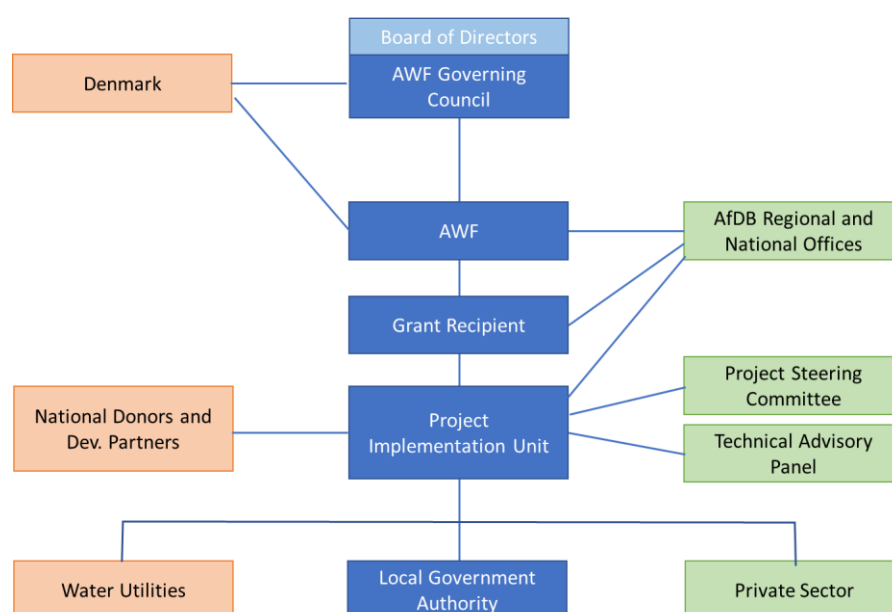 Board of Directors
Denmark
AWF Governing
Council
AWF
AfDB Regional and
National Offices
Grant Recipient
National Donors and
Dev. Partners
Project
Implementation Unit
Project Steering
Committee
Technical Advisory
Panel
Water Utilities
Local Government
Authority
Private Sector